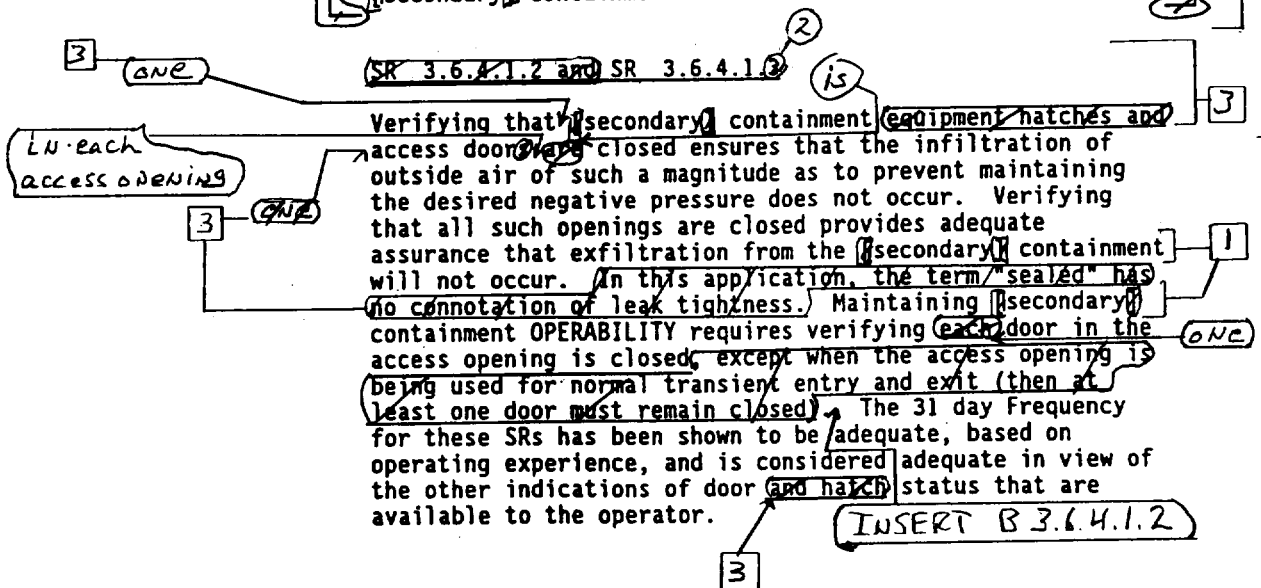 [secondary] contain
3 one SR 3.6.4.1.2 and SR 3.6.4.1.3 2
is
Verifying that [secondary] containment equipment hatches and 3
in each access opening
access doors are closed ensures that the infiltration of
outside air of such a magnitude as to prevent maintaining
3 one
the desired negative pressure does not occur. Verifying
that all such openings are closed provides adequate
assurance that exfiltration from the [secondary] containment 1
will not occur. In this application, the term "sealed" has
no connotation of leak tightness. Maintaining [secondary]
containment OPERABILITY requires verifying each door in the one
access opening is closed, except when the access opening is
being used for normal transient entry and exit (then at
least one door must remain closed). The 31 day Frequency
for these SRs has been shown to be adequate, based on
operating experience, and is considered adequate in view of
the other indications of door and hatch status that are
available to the operator.
INSERT B 3.6.4.1.2
3